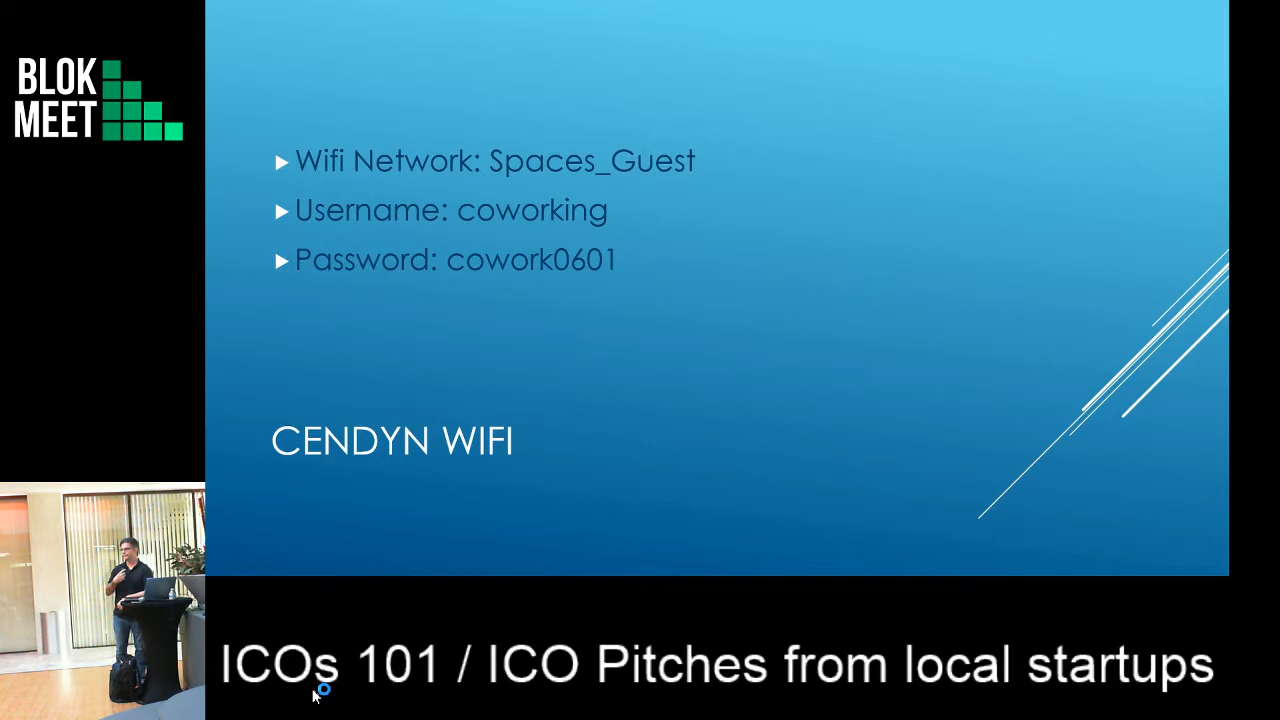 BLOK
MEET
Wifi Network: Spaces_Guest
Username: coworking
Password: cowork0601
CENDYN WIFI
ICOs 101 / ICO Pitches from local startups